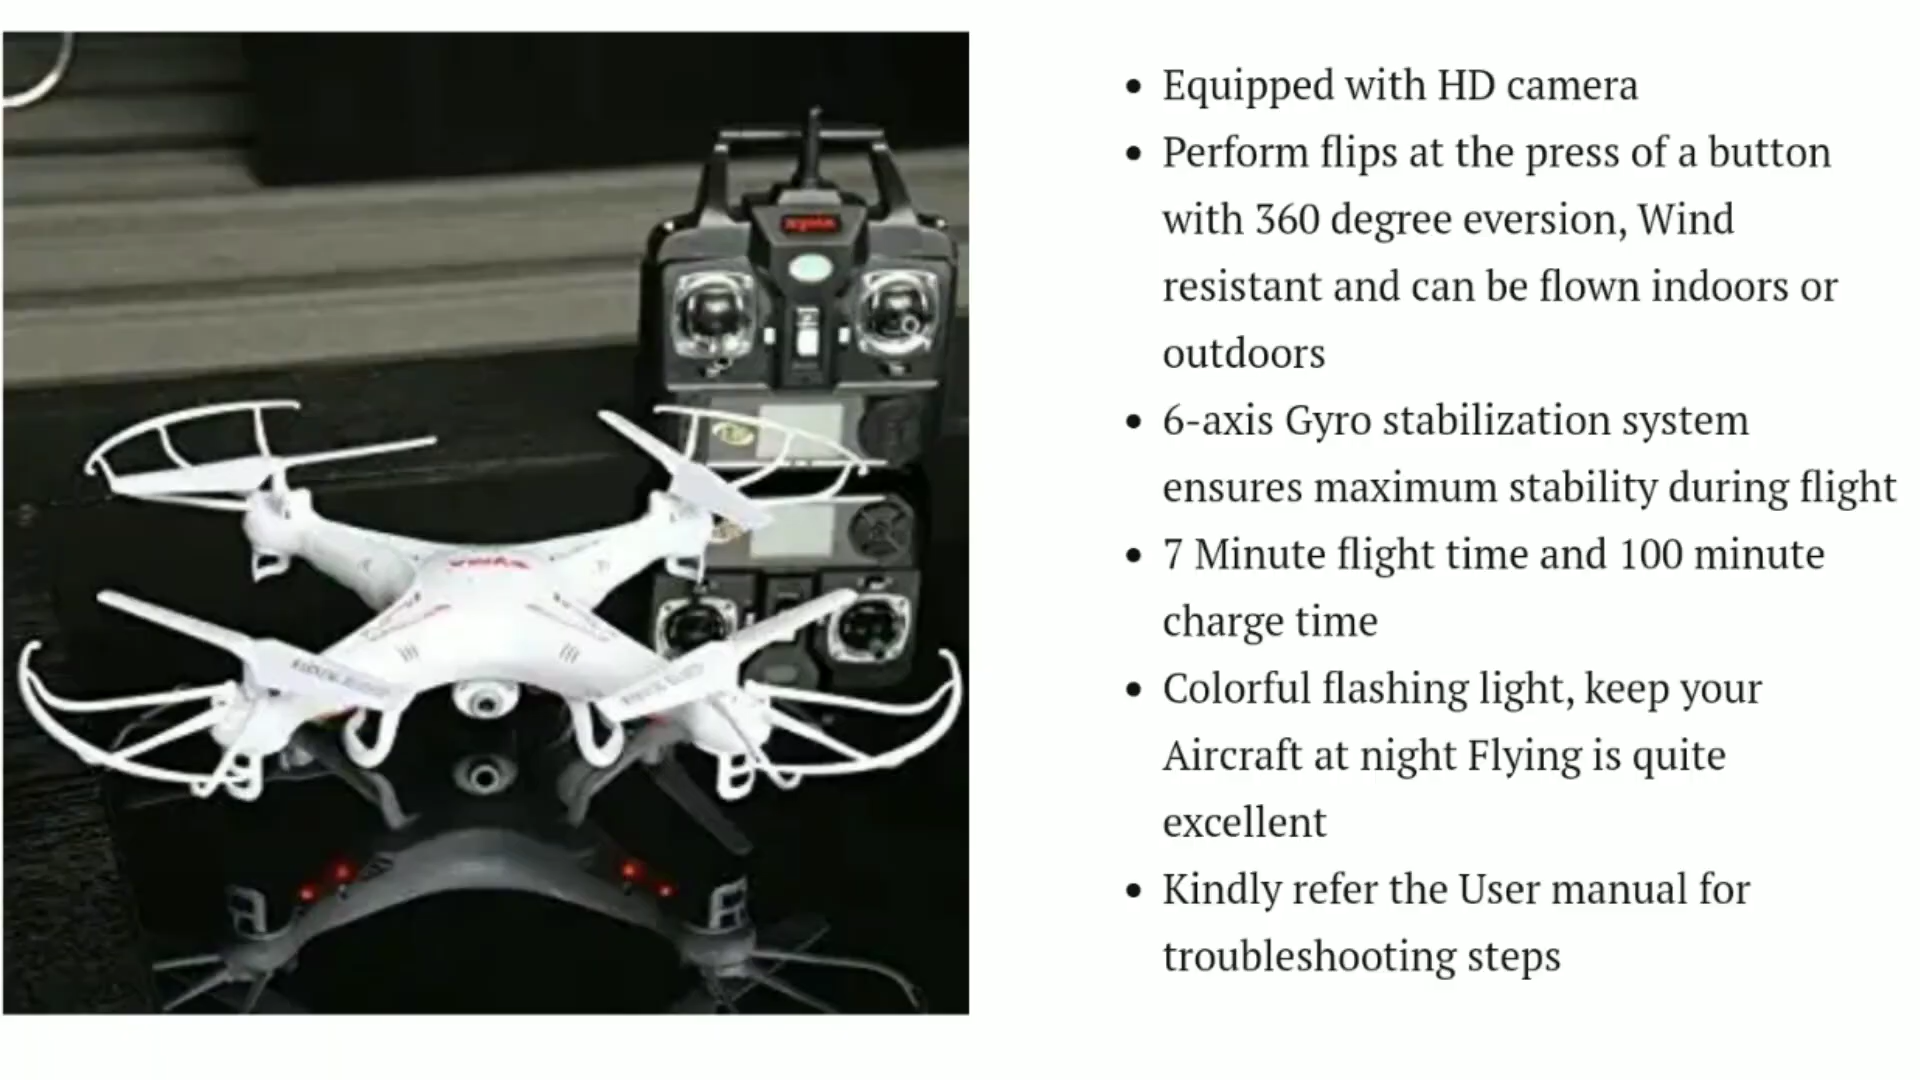 Equipped with HD camera
Perform flips at the press of a button
with 360 degree eversion, Wind
resistant and can be flown indoors or
outdoors
6-axis Gyro stabilization system
ensures maximum stability during flight
7 Minute flight time and 100 minute
charge time
Colorful flashing light, keep your
Aircraft at night Flying is quite
excellent
Kindly refer the User manual for
troubleshooting steps